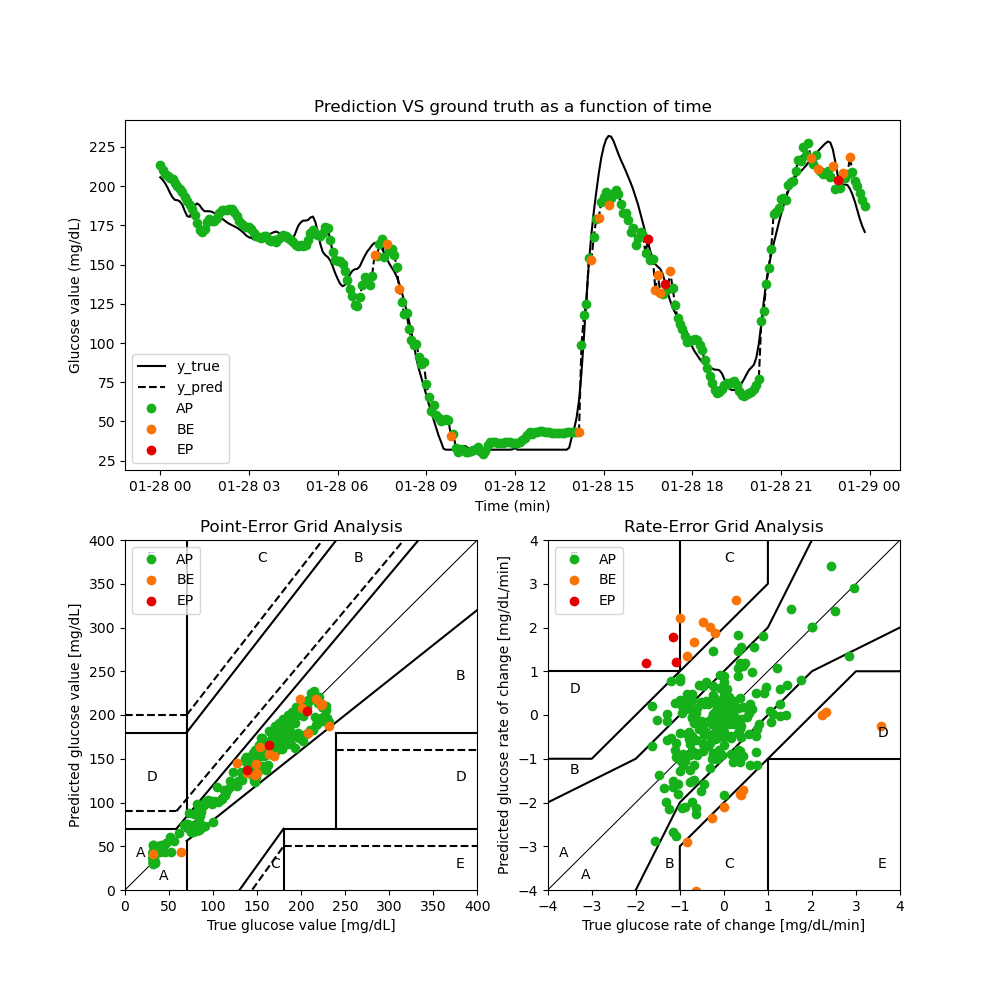 Prediction VS ground truth as a function of time
Glucose value (mg/dL)
225
200
175
150
125
100
75
50
25
y_true
y_pred
AP
BE
EP
01-28 00 01-28 03 01-28 06 01-28 09 01-28 12 01-28 15 01-28 18 01-28 21 01-29 00
Time (min)
Point-Error Grid Analysis
Predicted glucose value [mg/dL]
400
350
300
250
200
150
100
50
0
AP
BE
EP
C
B
B
D
D
A
A
C
E
0 50 100 150 200 250 300 350 400
True glucose value [mg/dL]
Rate-Error Grid Analysis
Predicted glucose rate of change [mg/dL/min]
4
3
2
1
0
−1
−2
−3
−4
AP
BE
EP
C
D
D
B
A
A
B
C
E
−4 −3 −2 −1 0 1 2 3 4
True glucose rate of change [mg/dL/min]